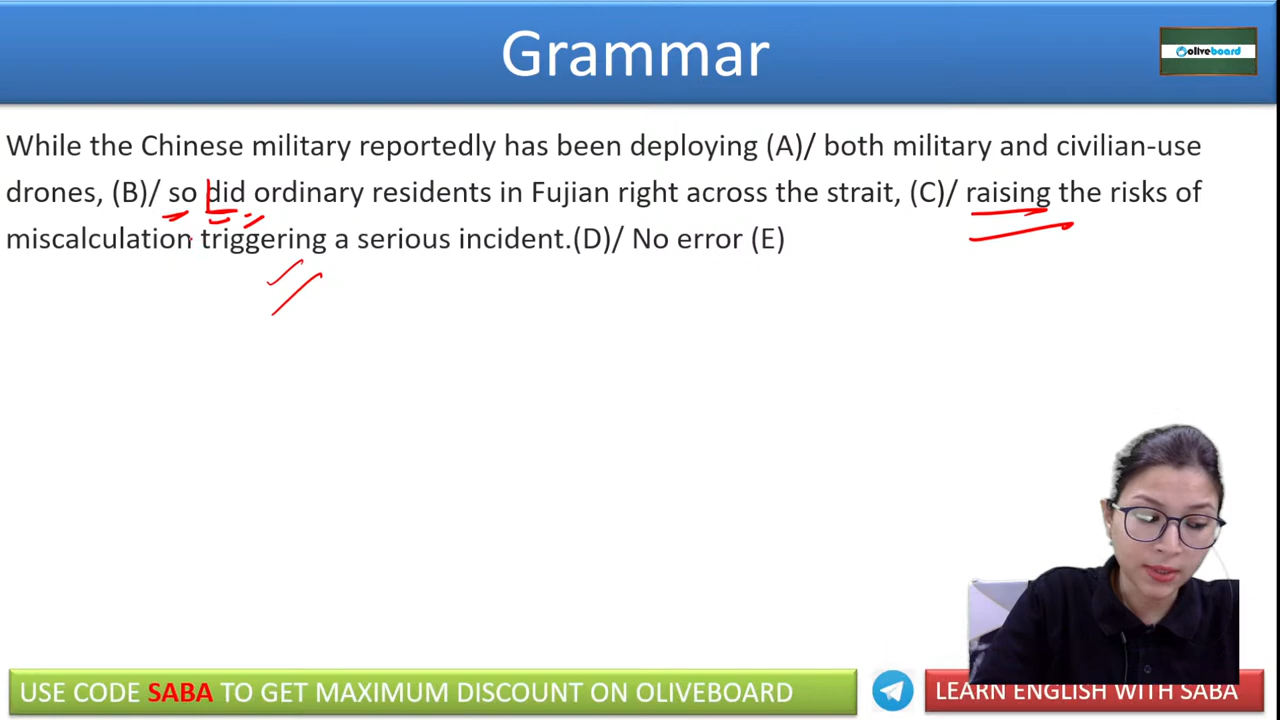 Grammar
oliveboard
While the Chinese military reportedly has been deploying (A)/ both military and civilian-use
drones, (B)/ so did ordinary residents in Fujian right across the strait, (C)/ raising the risks of
miscalculation triggering a serious incident.(D)/ No error (E)
USE CODE SABA TO GET MAXIMUM DISCOUNT ON OLIVEBOARD
LEARN ENGLISH WITH SABA